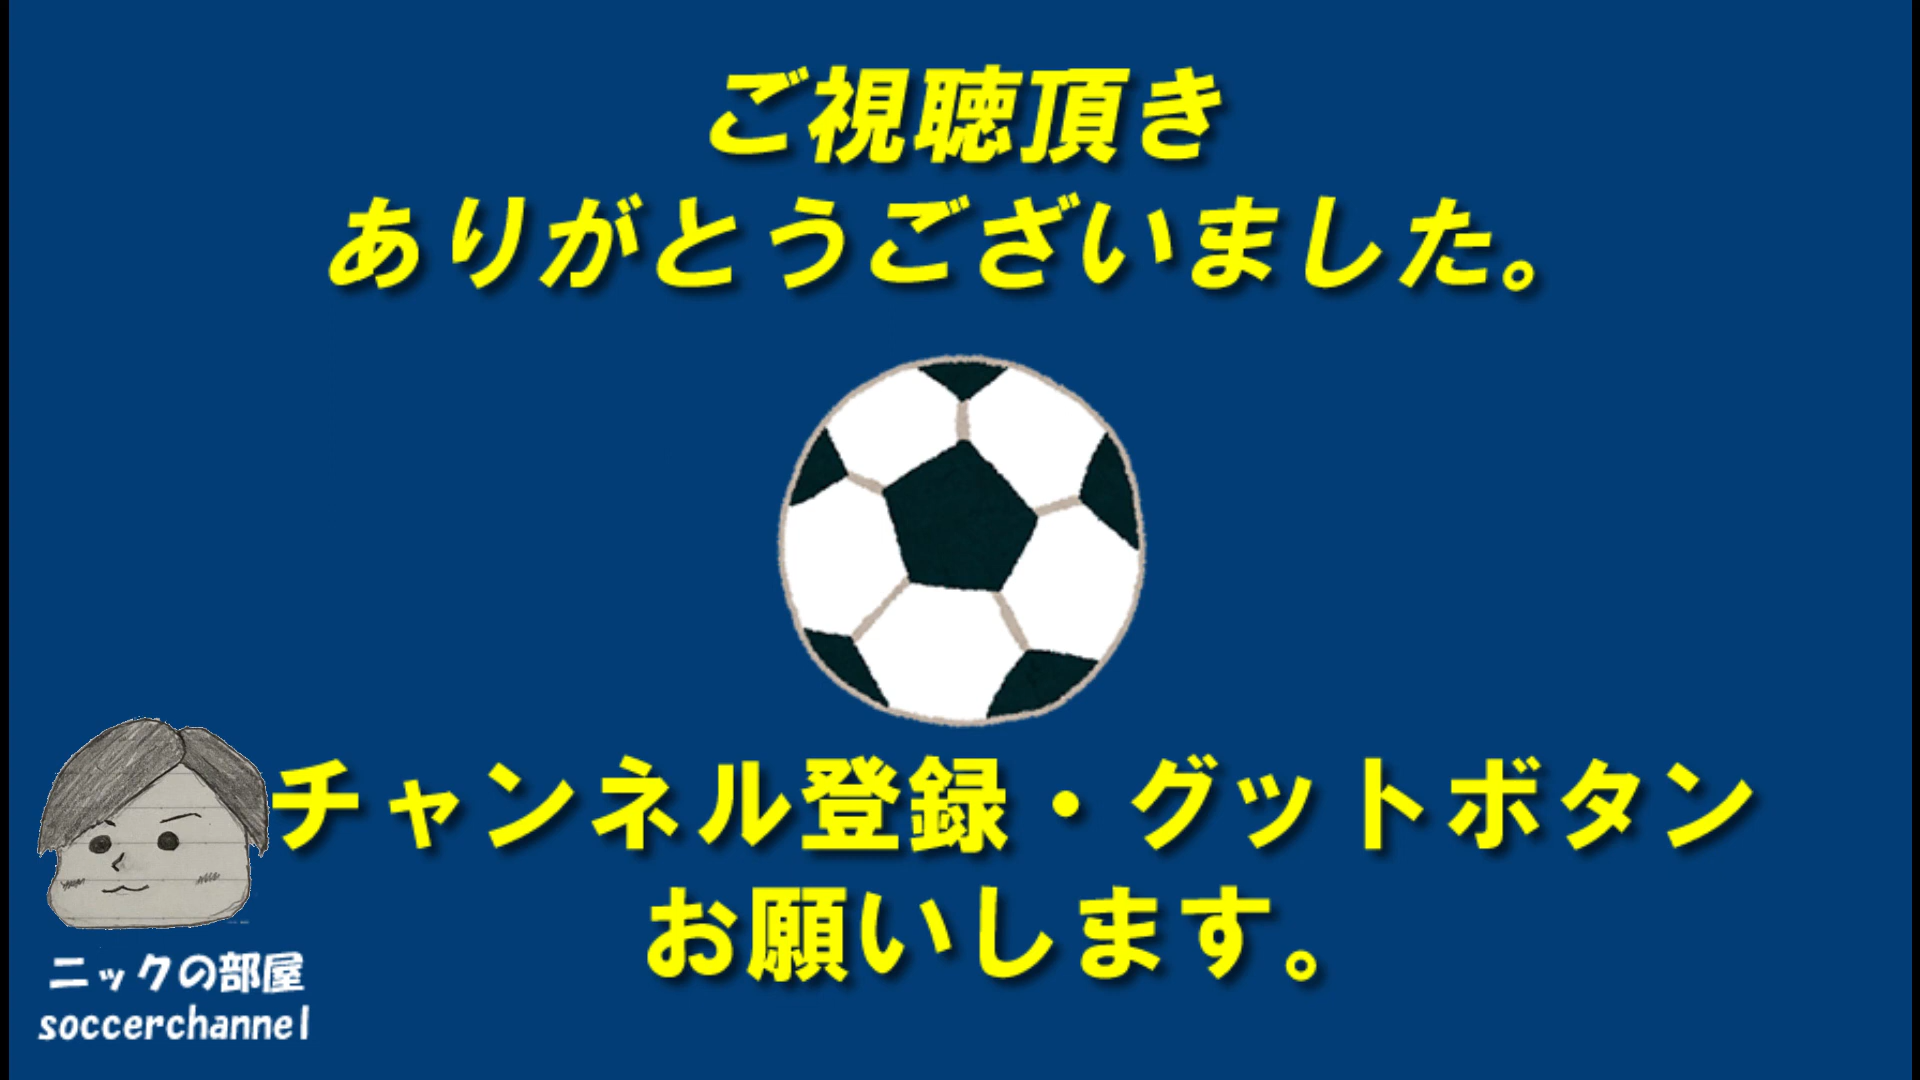 ご視聴頂き
ありがとうございました。
チャンネル登録・グットボタン
お願いします。
ニックの部屋
soccerchannel